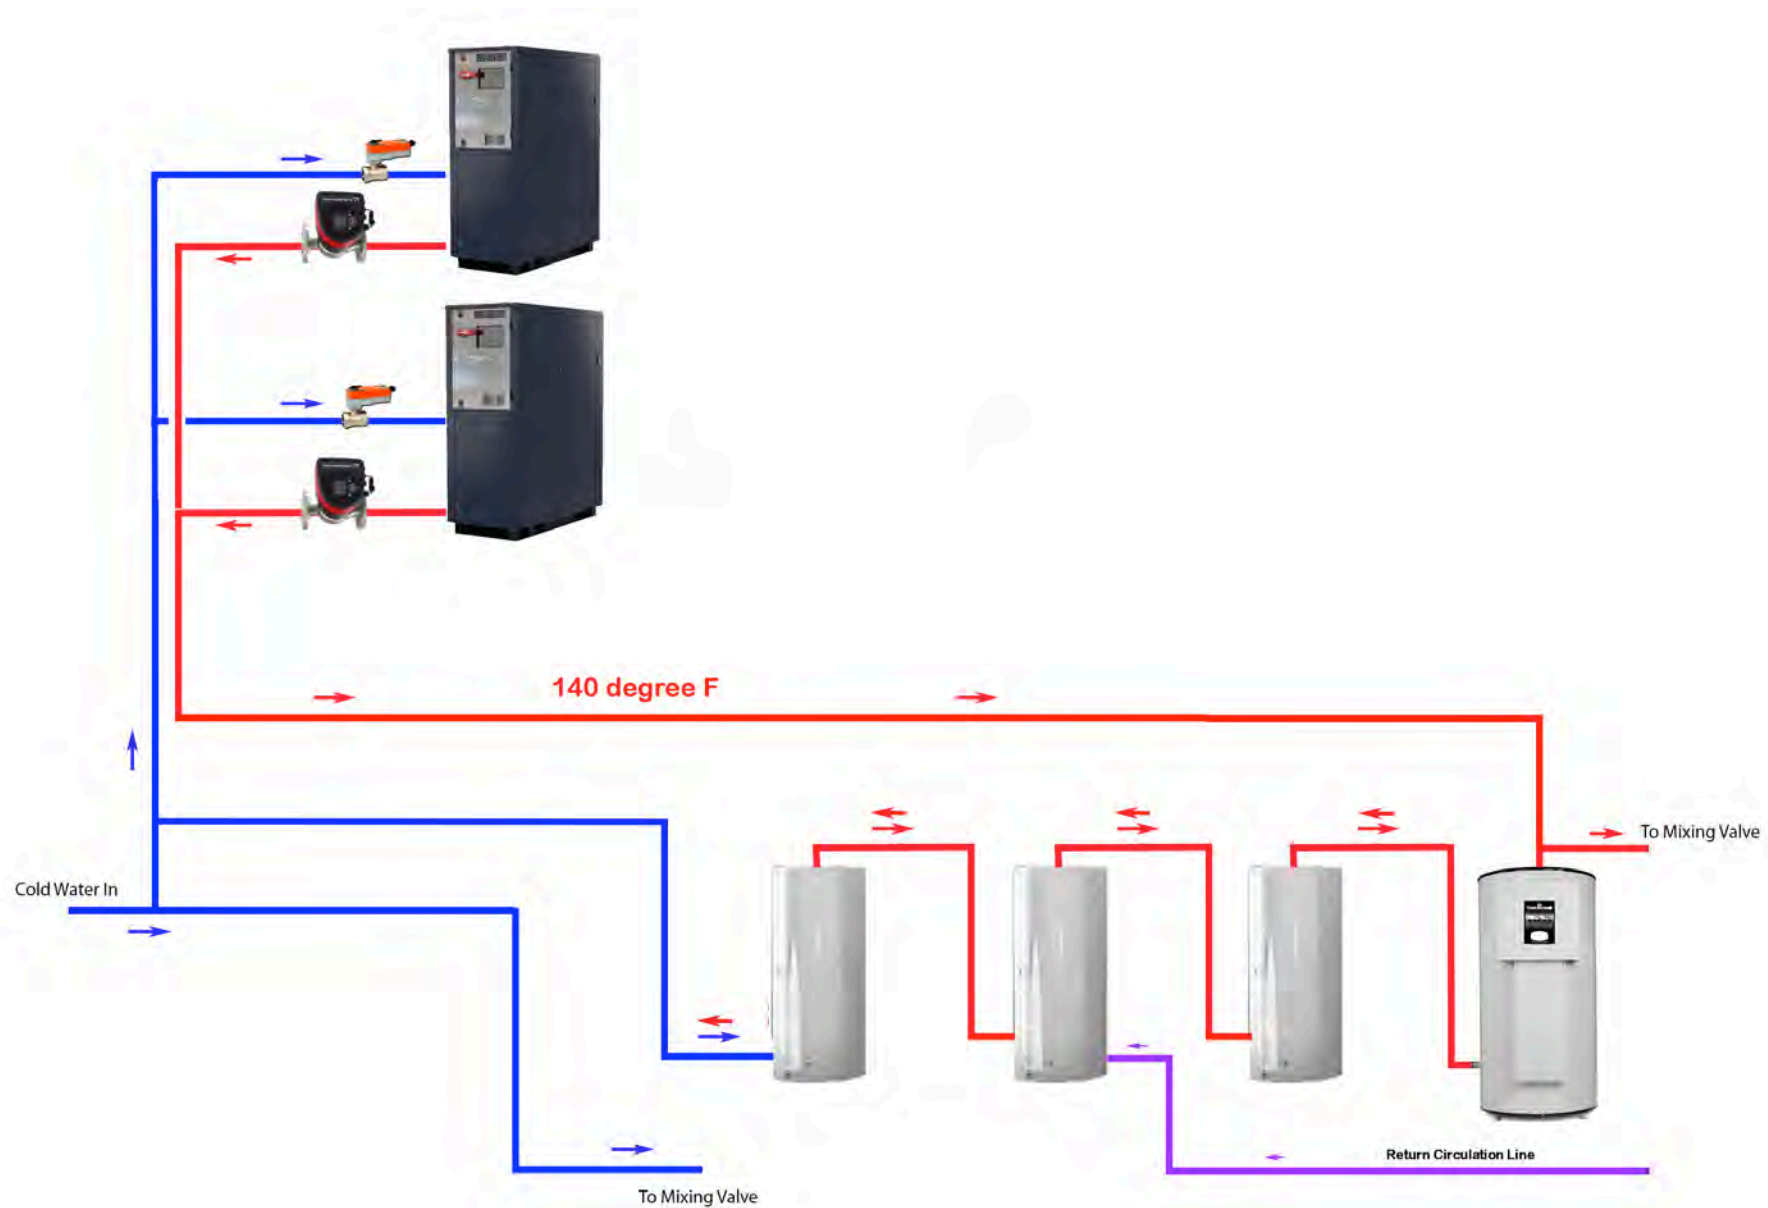 140 degree F
To Mixing Valve
Cold Water In
Return Circulation Line
To Mixing Valve